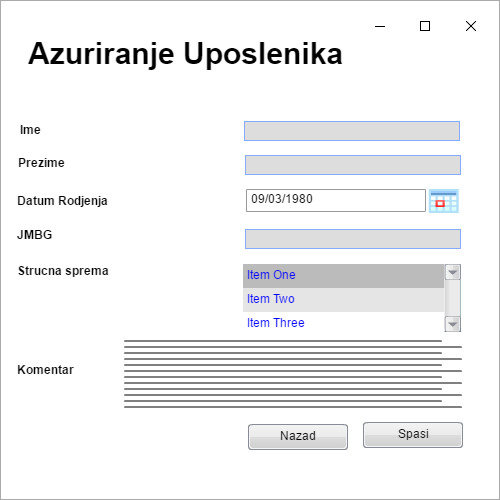 Azuriranje Uposlenika
Ime
Prezime
Datum Rodjenja 09/03/1980
JMBG
Strucna sprema Item One
Item Two
Item Three
Komentar
Nazad Spasi